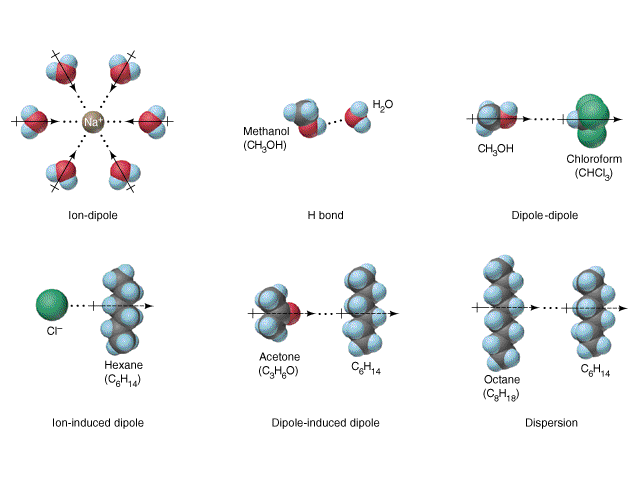 Na⁺
Ion-dipole
Methanol
(CH₃OH)
H₂O
H bond
CH₃OH
Chloroform
(CHCl₃)
Dipole-dipole
Cl⁻
Hexane
(C₆H₁₄)
Ion-induced dipole
Acetone
(C₃H₆O)
C₆H₁₄
Dipole-induced dipole
Octane
(C₈H₁₈)
C₆H₁₄
Dispersion